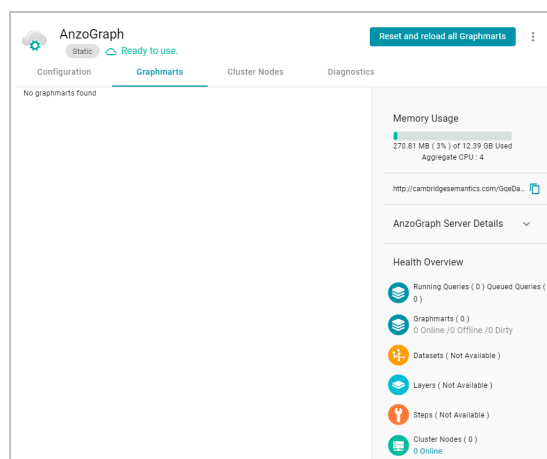 AnzoGraph
Reset and reload all Graphmarts
Static
Ready to use.
Configuration
Graphmarts
Cluster Nodes
Diagnostics
No graphmarts found
Memory Usage
270.81 MB ( 3% ) of 12.39 GB Used
Aggregate CPU : 4
http://cambridgesemantics.com/GqeDa...
AnzoGraph Server Details
Health Overview
Running Queries ( 0 ) Queued Queries (
0 )
Graphmarts ( 0 )
0 Online /0 Offline /0 Dirty
Datasets ( Not Available )
Layers ( Not Available )
Steps ( Not Available )
Cluster Nodes ( 0 )
0 Online